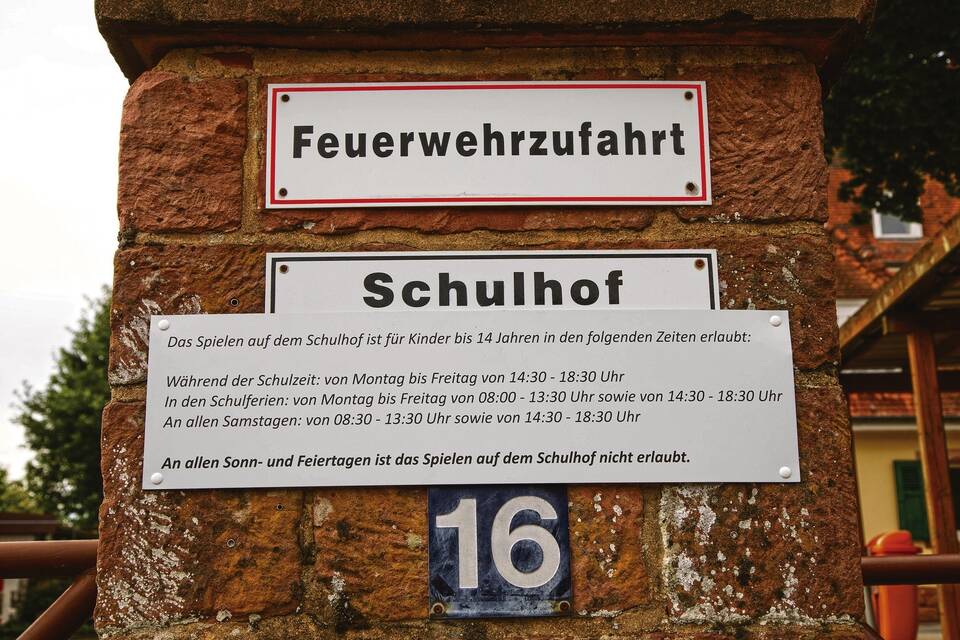 Feuerwehrzufahrt
Schulhof
Das Spielen auf dem Schulhof ist für Kinder bis 14 Jahren in den folgenden Zeiten erlaubt:
Während der Schulzeit: von Montag bis Freitag von 14:30 - 18:30 Uhr
In den Schulferien: von Montag bis Freitag von 08:00 - 13:30 Uhr sowie von 14:30 - 18:30 Uhr
An allen Samstagen: von 08:30 - 13:30 Uhr sowie von 14:30 - 18:30 Uhr
An allen Sonn- und Feiertagen ist das Spielen auf dem Schulhof nicht erlaubt.
16